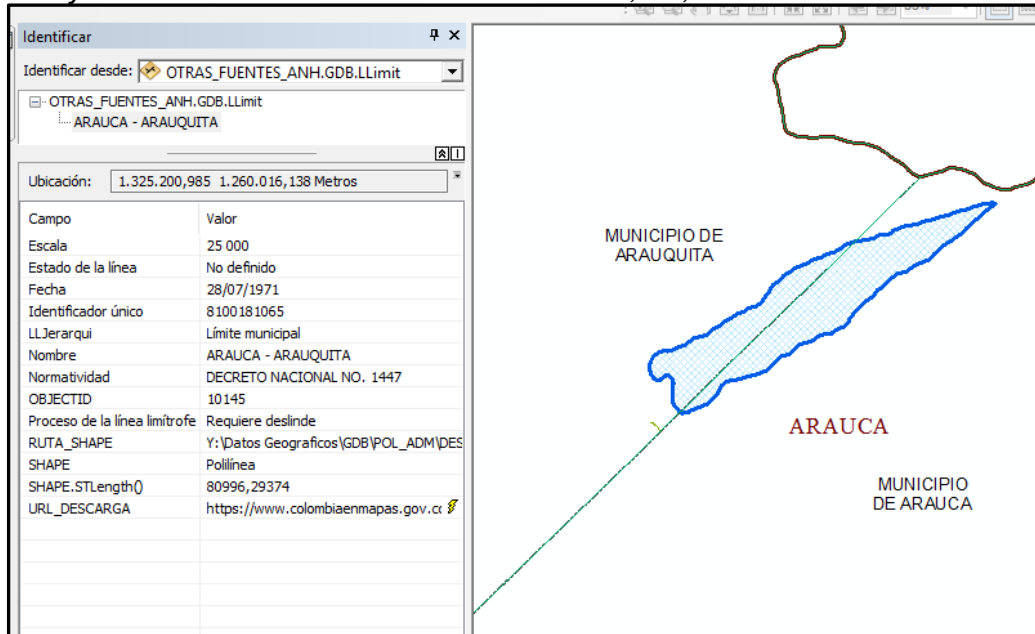 Identificar
Identificar desde: OTRAS_FUENTES_ANH.GDB.LLimit
OTRAS_FUENTES_ANH.GDB.LLimit
ARAUCA - ARAUQUITA
Ubicación: 1.325.200,985 1.260.016,138 Metros
Campo Valor
Escala 25 000
Estado de la línea No definido
Fecha 28/07/1971
Identificador único 8100181065
LLJerarqui Límite municipal
Nombre ARAUCA - ARAUQUITA
Normatividad DECRETO NACIONAL NO. 1447
OBJECTID 10145
Proceso de la línea limítrofe Requiere deslinde
RUTA_SHAPE Y:\Datos Geograficos\GDB\POL_ADM\DES
SHAPE Polilínea
SHAPE.STLength() 80996,29374
URL_DESCARGA https://www.colombiaenmapas.gov.cc
MUNICIPIO DE
ARAUQUITA
ARAUCA
MUNICIPIO
DE ARAUCA